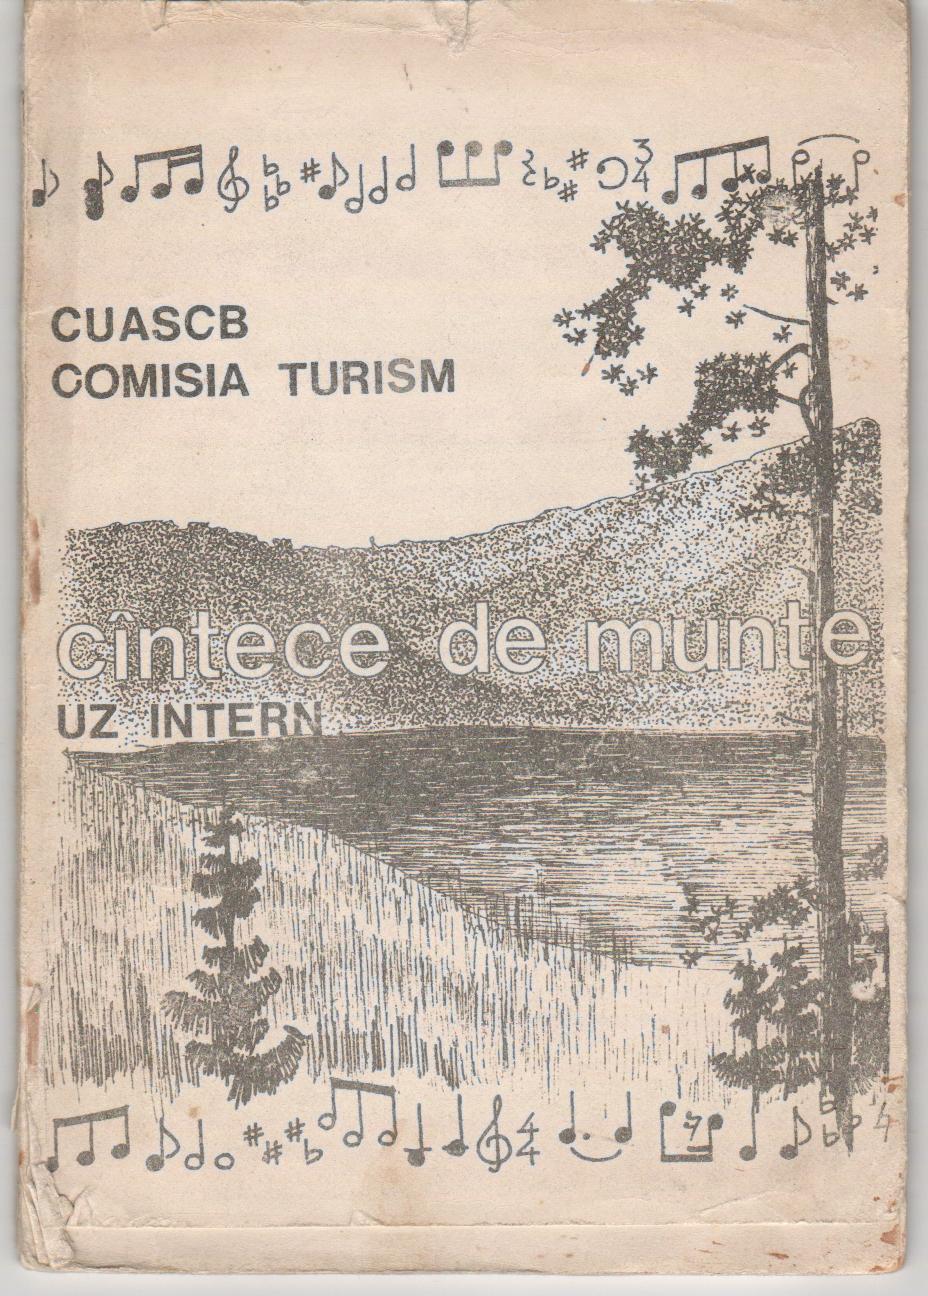 CUASCB
COMISIA TURISM
cîntece de munte
UZ INTERN